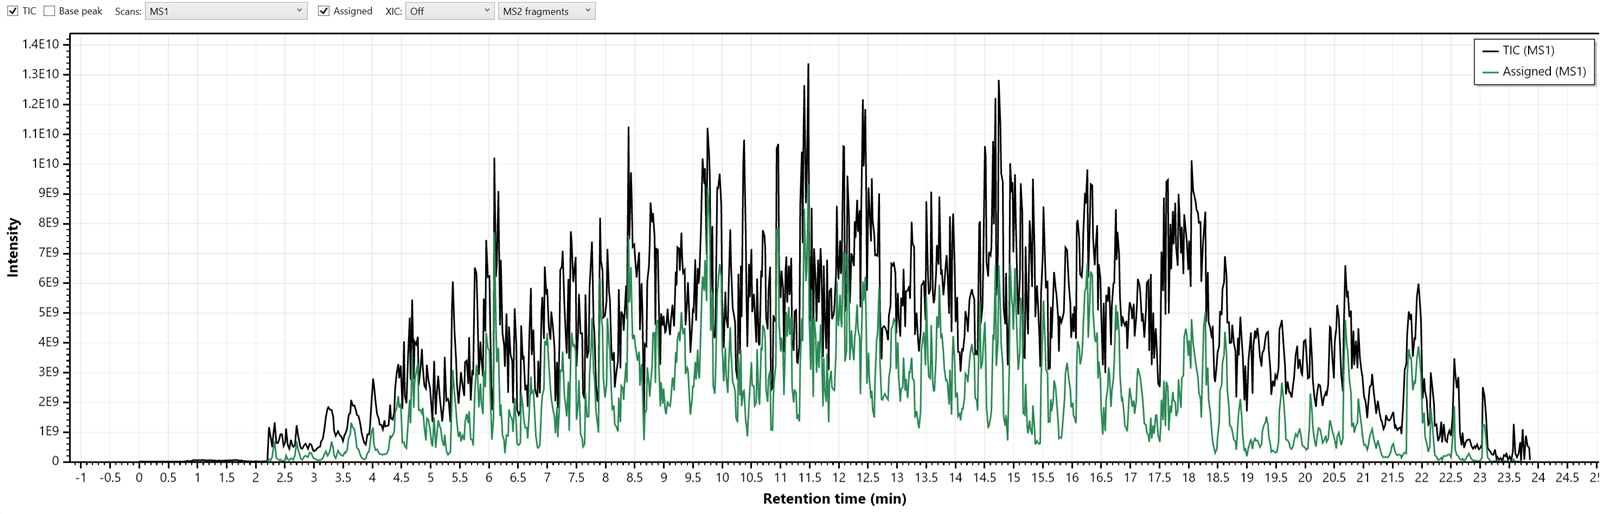 TIC Base peak Scans: MS1 Assigned XIC: Off MS2 fragments
1.4E10
1.3E10
1.2E10
1.1E10
1E10
9E9
8E9
7E9
6E9
5E9
4E9
3E9
2E9
1E9
0
Intensity
TIC (MS1)
Assigned (MS1)
-1 -0.5 0 0.5 1 1.5 2 2.5 3 3.5 4 4.5 5 5.5 6 6.5 7 7.5 8 8.5 9 9.5 10 10.5 11 11.5 12 12.5 13 13.5 14 14.5 15 15.5 16 16.5 17 17.5 18 18.5 19 19.5 20 20.5 21 21.5 22 22.5 23 23.5 24 24.5
Retention time (min)